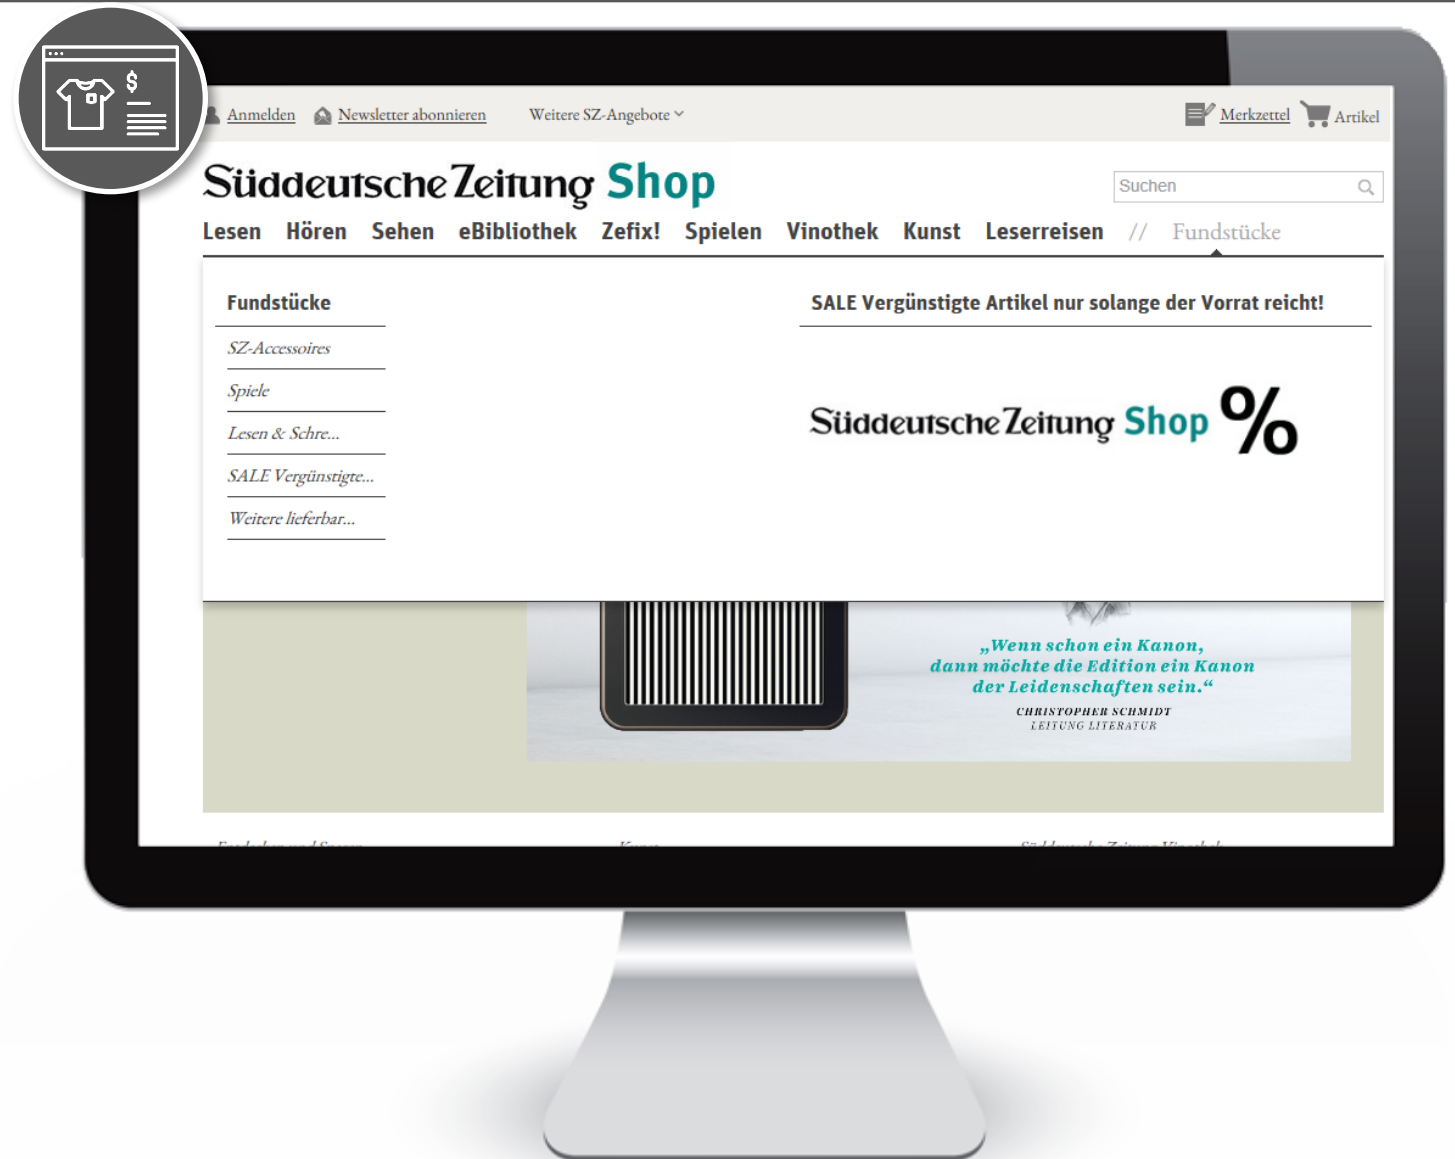 $
Anmelden Newsletter abonnieren Weitere SZ-Angebote Merkzettel Artikel
Süddeutsche Zeitung Shop
Suchen
Lesen Hören Sehen eBibliothek Zefix! Spielen Vinothek Kunst Leserreisen // Fundstücke
Fundstücke
SZ-Accessoires
Spiele
Lesen & Schre...
SALE Vergünstigte...
Weitere lieferbar...
SALE Vergünstigte Artikel nur solange der Vorrat reicht!
Süddeutsche Zeitung Shop %
„Wenn schon ein Kanon,
dann möchte die Edition ein Kanon
der Leidenschaften sein.“
CHRISTOPHER SCHMIDT
LEITUNG LITERATUR